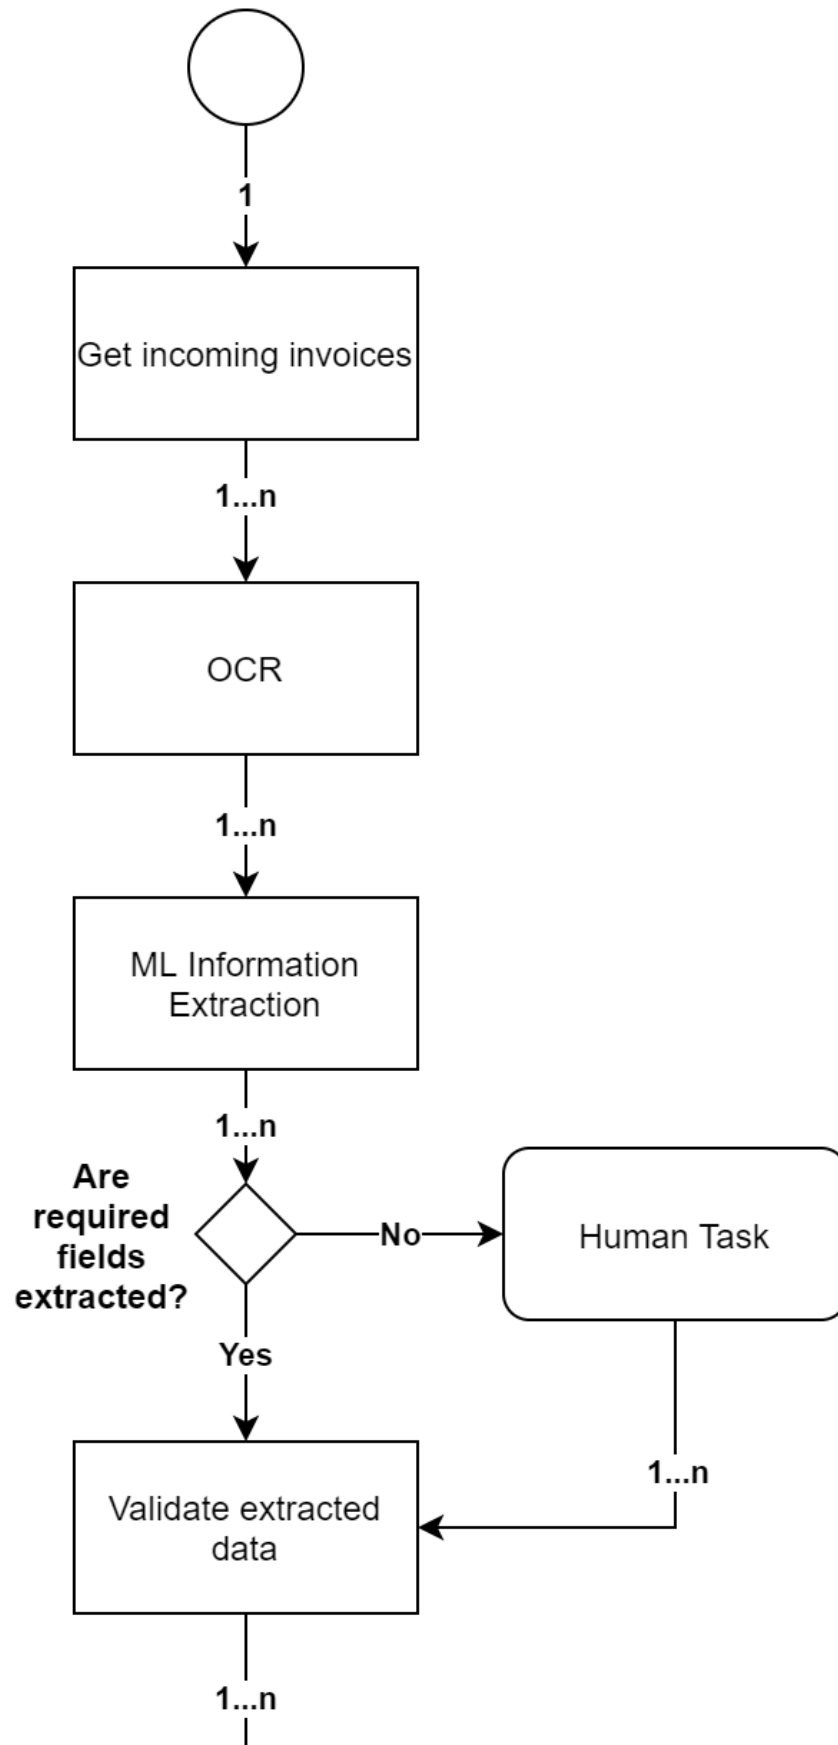 1
Get incoming invoices
1...n
OCR
1...n
ML Information
Extraction
1...n
Are
required
fields
extracted?
No
Human Task
Yes
1...n
Validate extracted
data
1...n